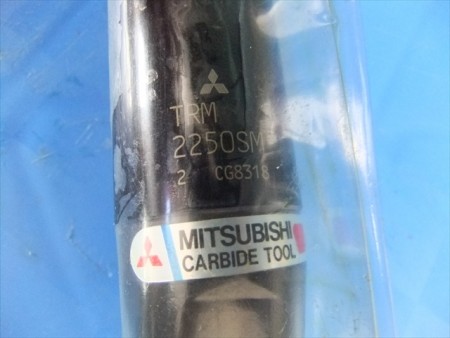 TRM
2250SM
2 CG8318
MITSUBISHI
CARBIDE TOOL